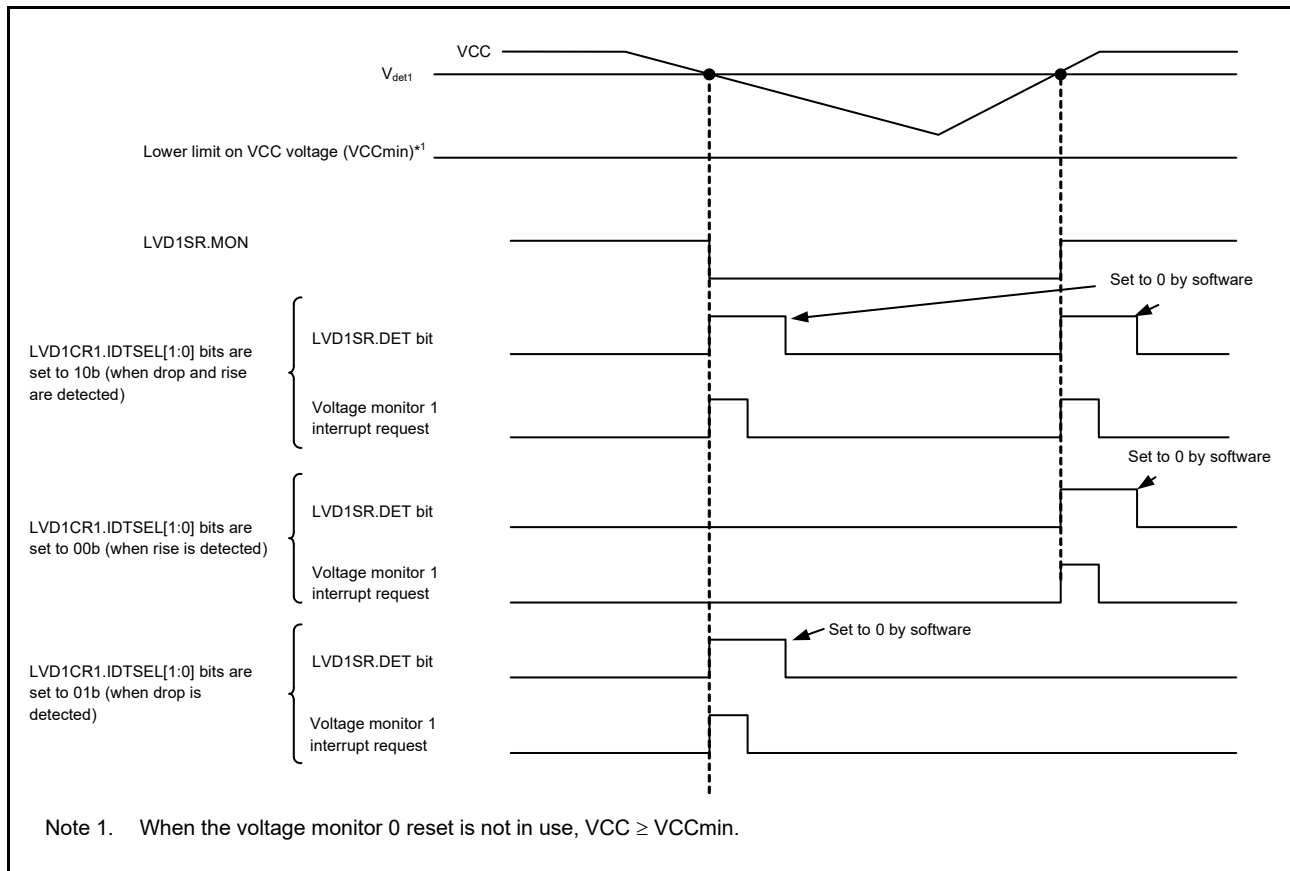 VCC
Vdet1
Lower limit on VCC voltage (VCCmin)*1
LVD1SR.MON
Set to 0 by software
LVD1CR1.IDTSEL[1:0] bits are
set to 10b (when drop and rise
are detected)
LVD1SR.DET bit
Voltage monitor 1
interrupt request
Set to 0 by software
LVD1CR1.IDTSEL[1:0] bits are
set to 00b (when rise is detected)
LVD1SR.DET bit
Voltage monitor 1
interrupt request
Set to 0 by software
LVD1CR1.IDTSEL[1:0] bits are
set to 01b (when drop is
detected)
LVD1SR.DET bit
Voltage monitor 1
interrupt request
Note 1. When the voltage monitor 0 reset is not in use, VCC ≥ VCCmin.